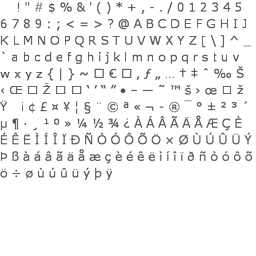 ! " # $ % & ' ( ) * + , - . / 0 1 2 3 4 5
6 7 8 9 : ; < = > ? @ A B C D E F G H I J
K L M N O P Q R S T U V W X Y Z [ \ ] ^ _
` a b c d e f g h i j k l m n o p q r s t u v
w x y z { | } ~ □ € □ ‚ ƒ „ … † ‡ ˆ ‰ Š
‹ Œ □ Ž □ □ ‘ ’ “ ” • – — ˜ ™ š › œ □ ž
Ÿ ¡ ¢ £ ¤ ¥ ¦ § ¨ © ª « ¬ - ® ¯ ° ± ² ³ ´
µ ¶ · ¸ ¹ º » ¼ ½ ¾ ¿ À Á Â Ã Ä Å Æ Ç È
É Ê Ë Ì Í Î Ï Ð Ñ Ò Ó Ô Õ Ö × Ø Ù Ú Û Ü Ý
Þ ß à á â ã ä å æ ç è é ê ë ì í î ï ð ñ ò ó ô õ
ö ÷ ø ù ú û ü ý þ ÿ